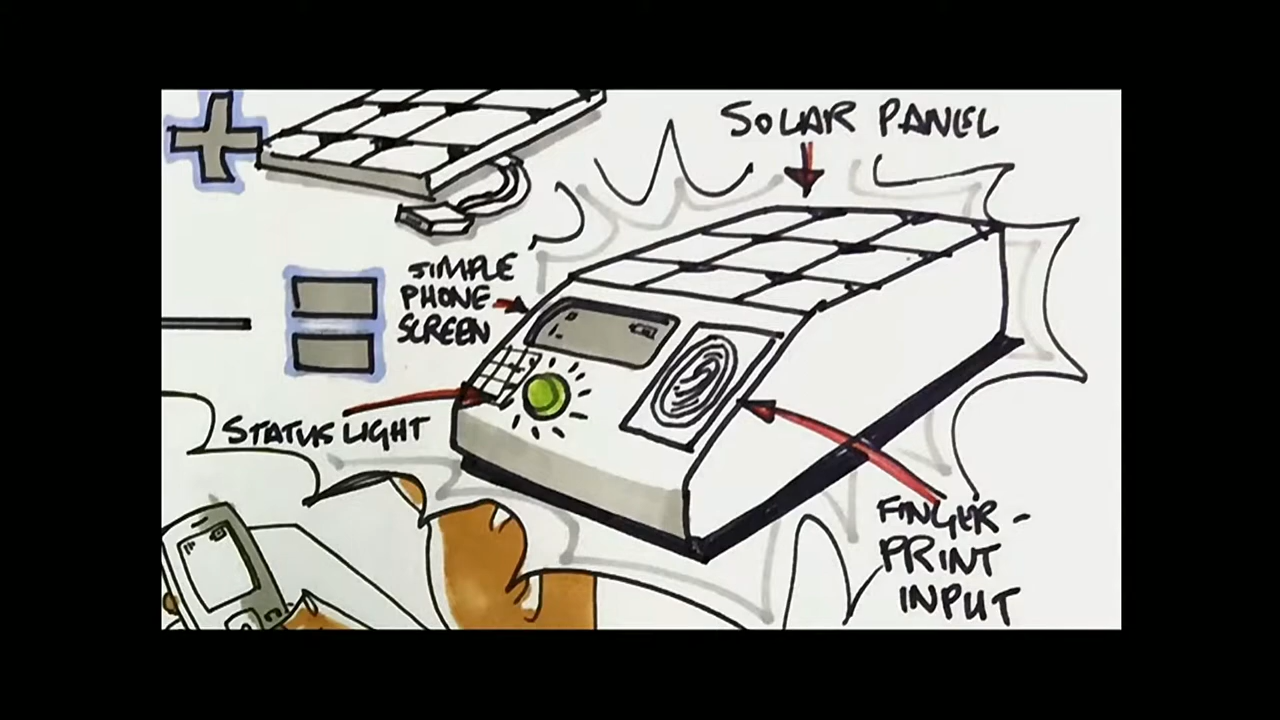 SOLAR PANEL
SIMPLE
PHONE
SCREEN
STATUS LIGHT
FINGER-
PRINT
INPUT